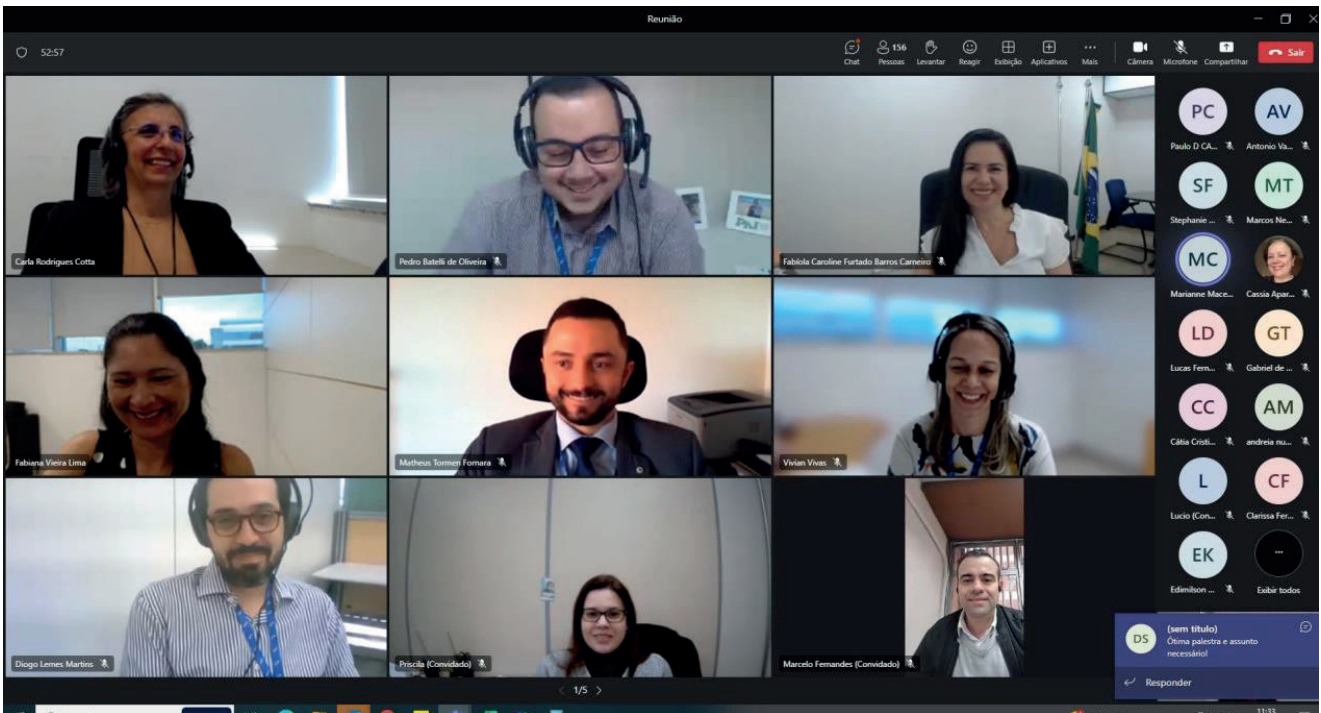 Reunião
52:57
156
Chat Pessoas Levantar Reagir Exibição Aplicativos Mais Câmera Microfone Compartilhar Sair
Carla Rodrigues Cotta
Pedro Batelli de Oliveira
PAJ
Fabíola Caroline Furtado Barros Carneiro
Fabiana Vieira Lima
Matheus Tormen Fornara
Vivian Vivas
Diogo Lemes Martins
Priscila (Convidado)
Marcelo Fernandes (Convidado)
PC AV
Paulo D CA... Antonio Va...
SF MT
Stephanie ... Marcos Ne...
MC
Marianne Mace... Cassia Apar...
LD GT
Lucas Fern... Gabriel de ...
CC AM
Cátia Cristi... andreia nu...
L CF
Lucio (Con... Clarissa Fer...
EK ...
Edimilson ... Exibir todos
DS
(sem título)
Ótima palestra e assunto
necessário!
Responder
1/5
11:33